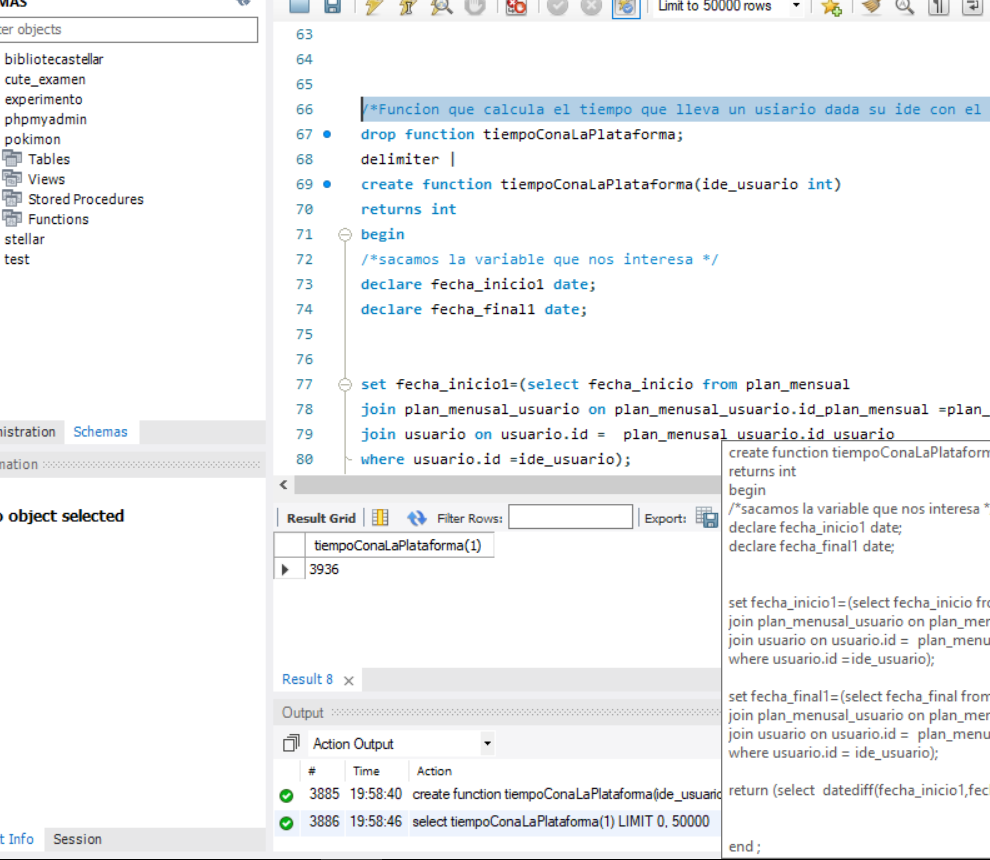 MAS
er objects
bibliotecastellar
cute_examen
experimento
phpmyadmin
pokimon
Tables
Views
Stored Procedures
Functions
stellar
test
nistration Schemas
mation
o object selected
t Info Session
Limit to 50000 rows
63
64
65
66 /*Funcion que calcula el tiempo que lleva un usiario dada su ide con el
67 drop function tiempoConaLaPlataforma;
68 delimiter |
69 create function tiempoConaLaPlataforma(ide_usuario int)
70 returns int
71 begin
72 /*sacamos la variable que nos interesa */
73 declare fecha_inicio1 date;
74 declare fecha_final1 date;
75
76
77 set fecha_inicio1=(select fecha_inicio from plan_mensual
78 join plan_menusal_usuario on plan_menusal_usuario.id_plan_mensual =plan_
79 join usuario on usuario.id = plan_menusal_usuario.id_usuario
80 where usuario.id =ide_usuario);
Result Grid Filter Rows: Export:
tiempoConaLaPlataforma(1)
3936
Result 8
Output
Action Output
# Time Action
3885 19:58:40 create function tiempoConaLaPlataforma(ide_usuario
3886 19:58:46 select tiempoConaLaPlataforma(1) LIMIT 0, 50000
create function tiempoConaLaPlataform
returns int
begin
/*sacamos la variable que nos interesa *
declare fecha_inicio1 date;
declare fecha_final1 date;
set fecha_inicio1=(select fecha_inicio fro
join plan_menusal_usuario on plan_men
join usuario on usuario.id = plan_menu
where usuario.id =ide_usuario);
set fecha_final1=(select fecha_final from
join plan_menusal_usuario on plan_men
join usuario on usuario.id = plan_menu
where usuario.id = ide_usuario);
return (select datediff(fecha_inicio1,fec
end ;